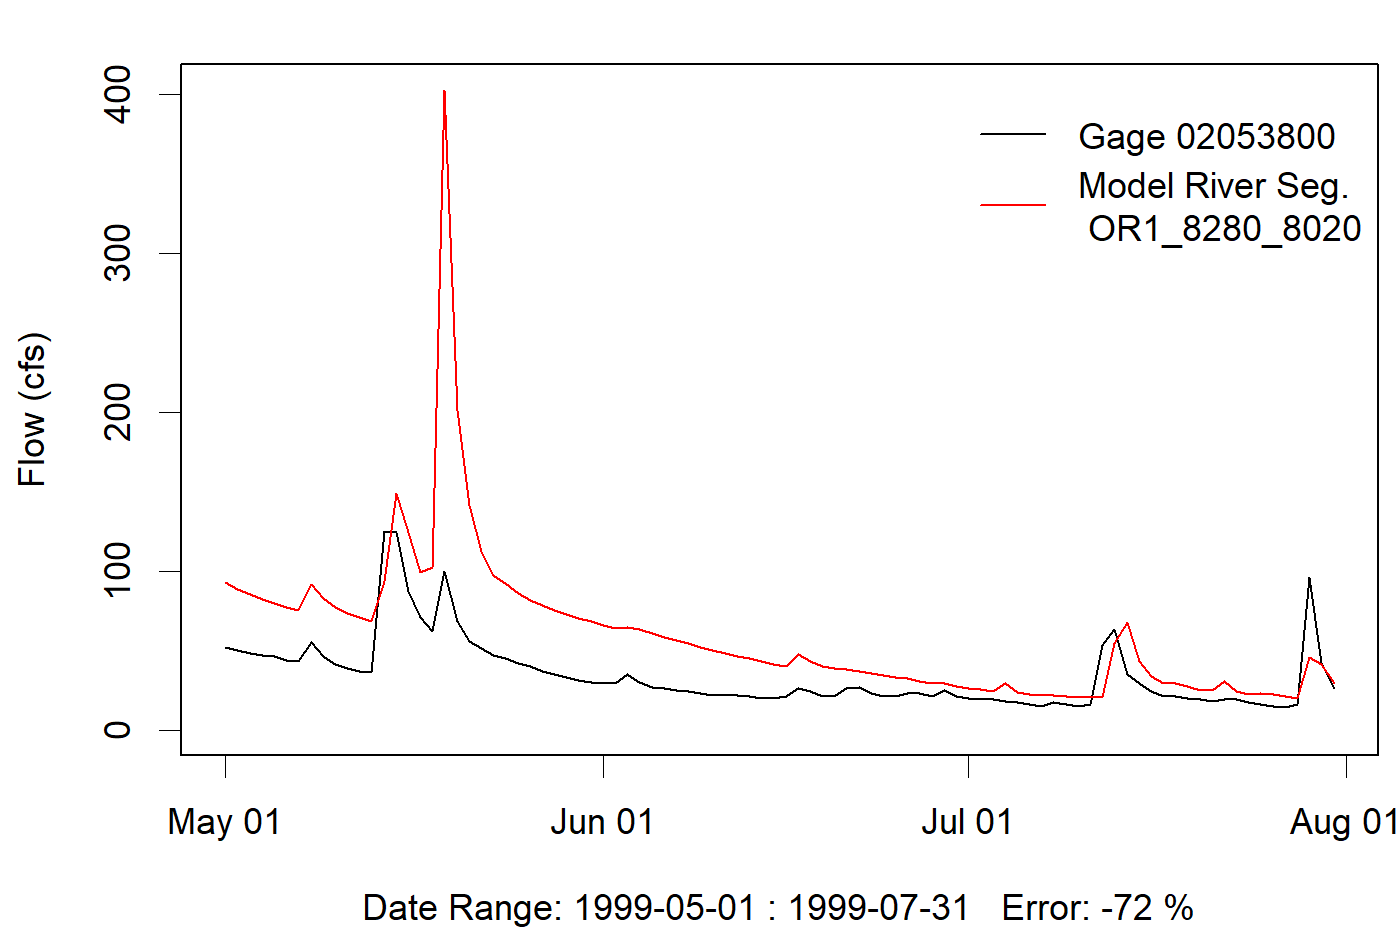 400
300
200
100
0
Flow (cfs)
Gage 02053800
Model River Seg.
OR1_8280_8020
May 01
Jun 01
Jul 01
Aug 01
Date Range: 1999-05-01 : 1999-07-31 Error: -72 %